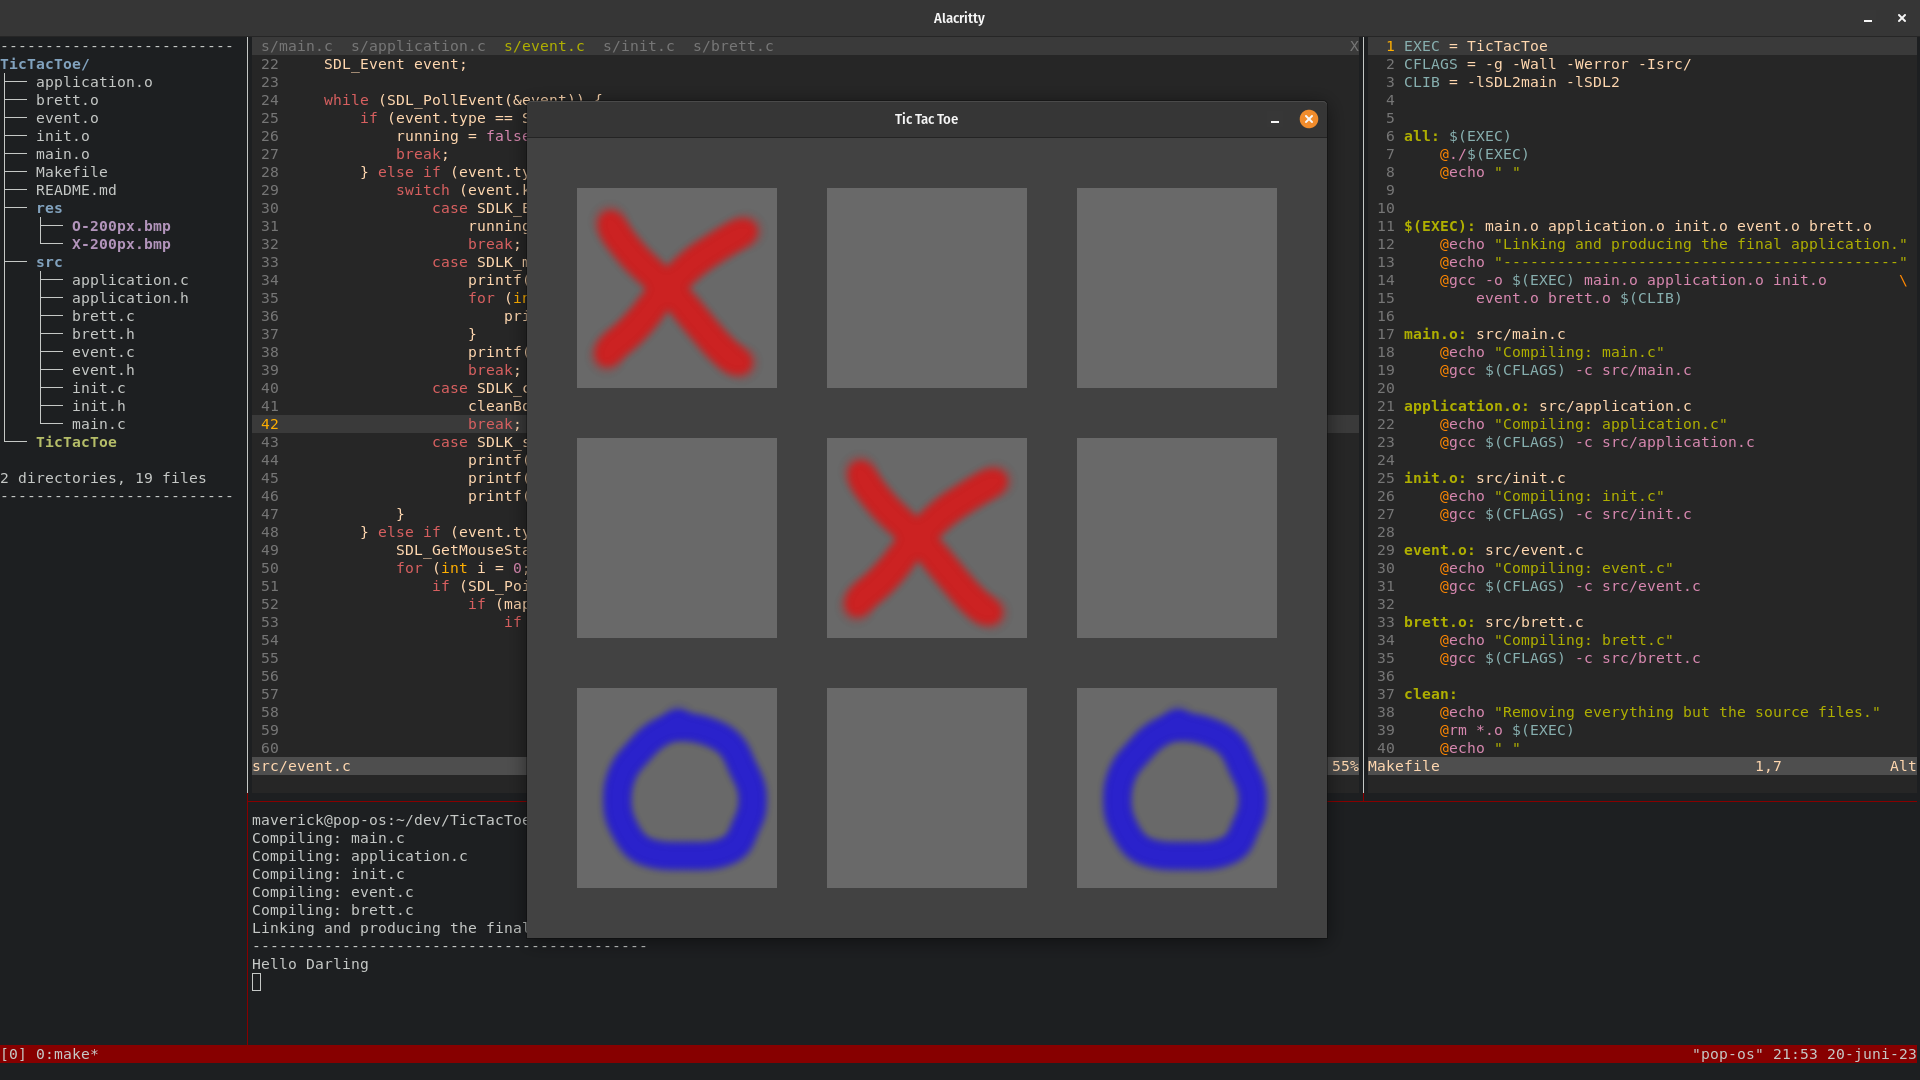 Alacritty
--------------------------
TicTacToe/
├── application.o
├── brett.o
├── event.o
├── init.o
├── main.o
├── Makefile
├── README.md
├── res
│   ├── O-200px.bmp
│   └── X-200px.bmp
├── src
│   ├── application.c
│   ├── application.h
│   ├── brett.c
│   ├── brett.h
│   ├── event.c
│   ├── event.h
│   ├── init.c
│   ├── init.h
│   └── main.c
└── TicTacToe

2 directories, 19 files
--------------------------
s/main.c  s/application.c  s/event.c  s/init.c  s/brett.c X
22     SDL_Event event;
23
24     while (SDL_PollEvent(&event)) {
25         if (event.type ==
26             running = false
27             break;
28         } else if (event.ty
29             switch (event.k
30                 case SDLK_
31                     running
32                     break;
33                 case SDLK_
34                     printf(
35                     for (in
36                         pri
37                     }
38                     printf(
39                     break;
40                 case SDLK_
41                     cleanBo
42                     break;
43                 case SDLK_
44                     printf(
45                     printf(
46                     printf(
47             }
48         } else if (event.ty
49             SDL_GetMouseSta
50             for (int i = 0;
51                 if (SDL_Poi
52                     if (map
53                         if
54
55
56
57
58
59
60
src/event.c 55%
Tic Tac Toe
1 EXEC = TicTacToe
2 CFLAGS = -g -Wall -Werror -Isrc/
3 CLIB = -lSDL2main -lSDL2
4
5
6 all: $(EXEC)
7     @./$(EXEC)
8     @echo " "
9
10
11 $(EXEC): main.o application.o init.o event.o brett.o
12     @echo "Linking and producing the final application."
13     @echo "--------------------------------------------"
14     @gcc -o $(EXEC) main.o application.o init.o        \
15         event.o brett.o $(CLIB)
16
17 main.o: src/main.c
18     @echo "Compiling: main.c"
19     @gcc $(CFLAGS) -c src/main.c
20
21 application.o: src/application.c
22     @echo "Compiling: application.c"
23     @gcc $(CFLAGS) -c src/application.c
24
25 init.o: src/init.c
26     @echo "Compiling: init.c"
27     @gcc $(CFLAGS) -c src/init.c
28
29 event.o: src/event.c
30     @echo "Compiling: event.c"
31     @gcc $(CFLAGS) -c src/event.c
32
33 brett.o: src/brett.c
34     @echo "Compiling: brett.c"
35     @gcc $(CFLAGS) -c src/brett.c
36
37 clean:
38     @echo "Removing everything but the source files."
39     @rm *.o $(EXEC)
40     @echo " "
Makefile 1,7 Alt
maverick@pop-os:~/dev/TicTacToe
Compiling: main.c
Compiling: application.c
Compiling: init.c
Compiling: event.c
Compiling: brett.c
Linking and producing the final
--------------------------------------------
Hello Darling
[0] 0:make* "pop-os" 21:53 20-juni-23